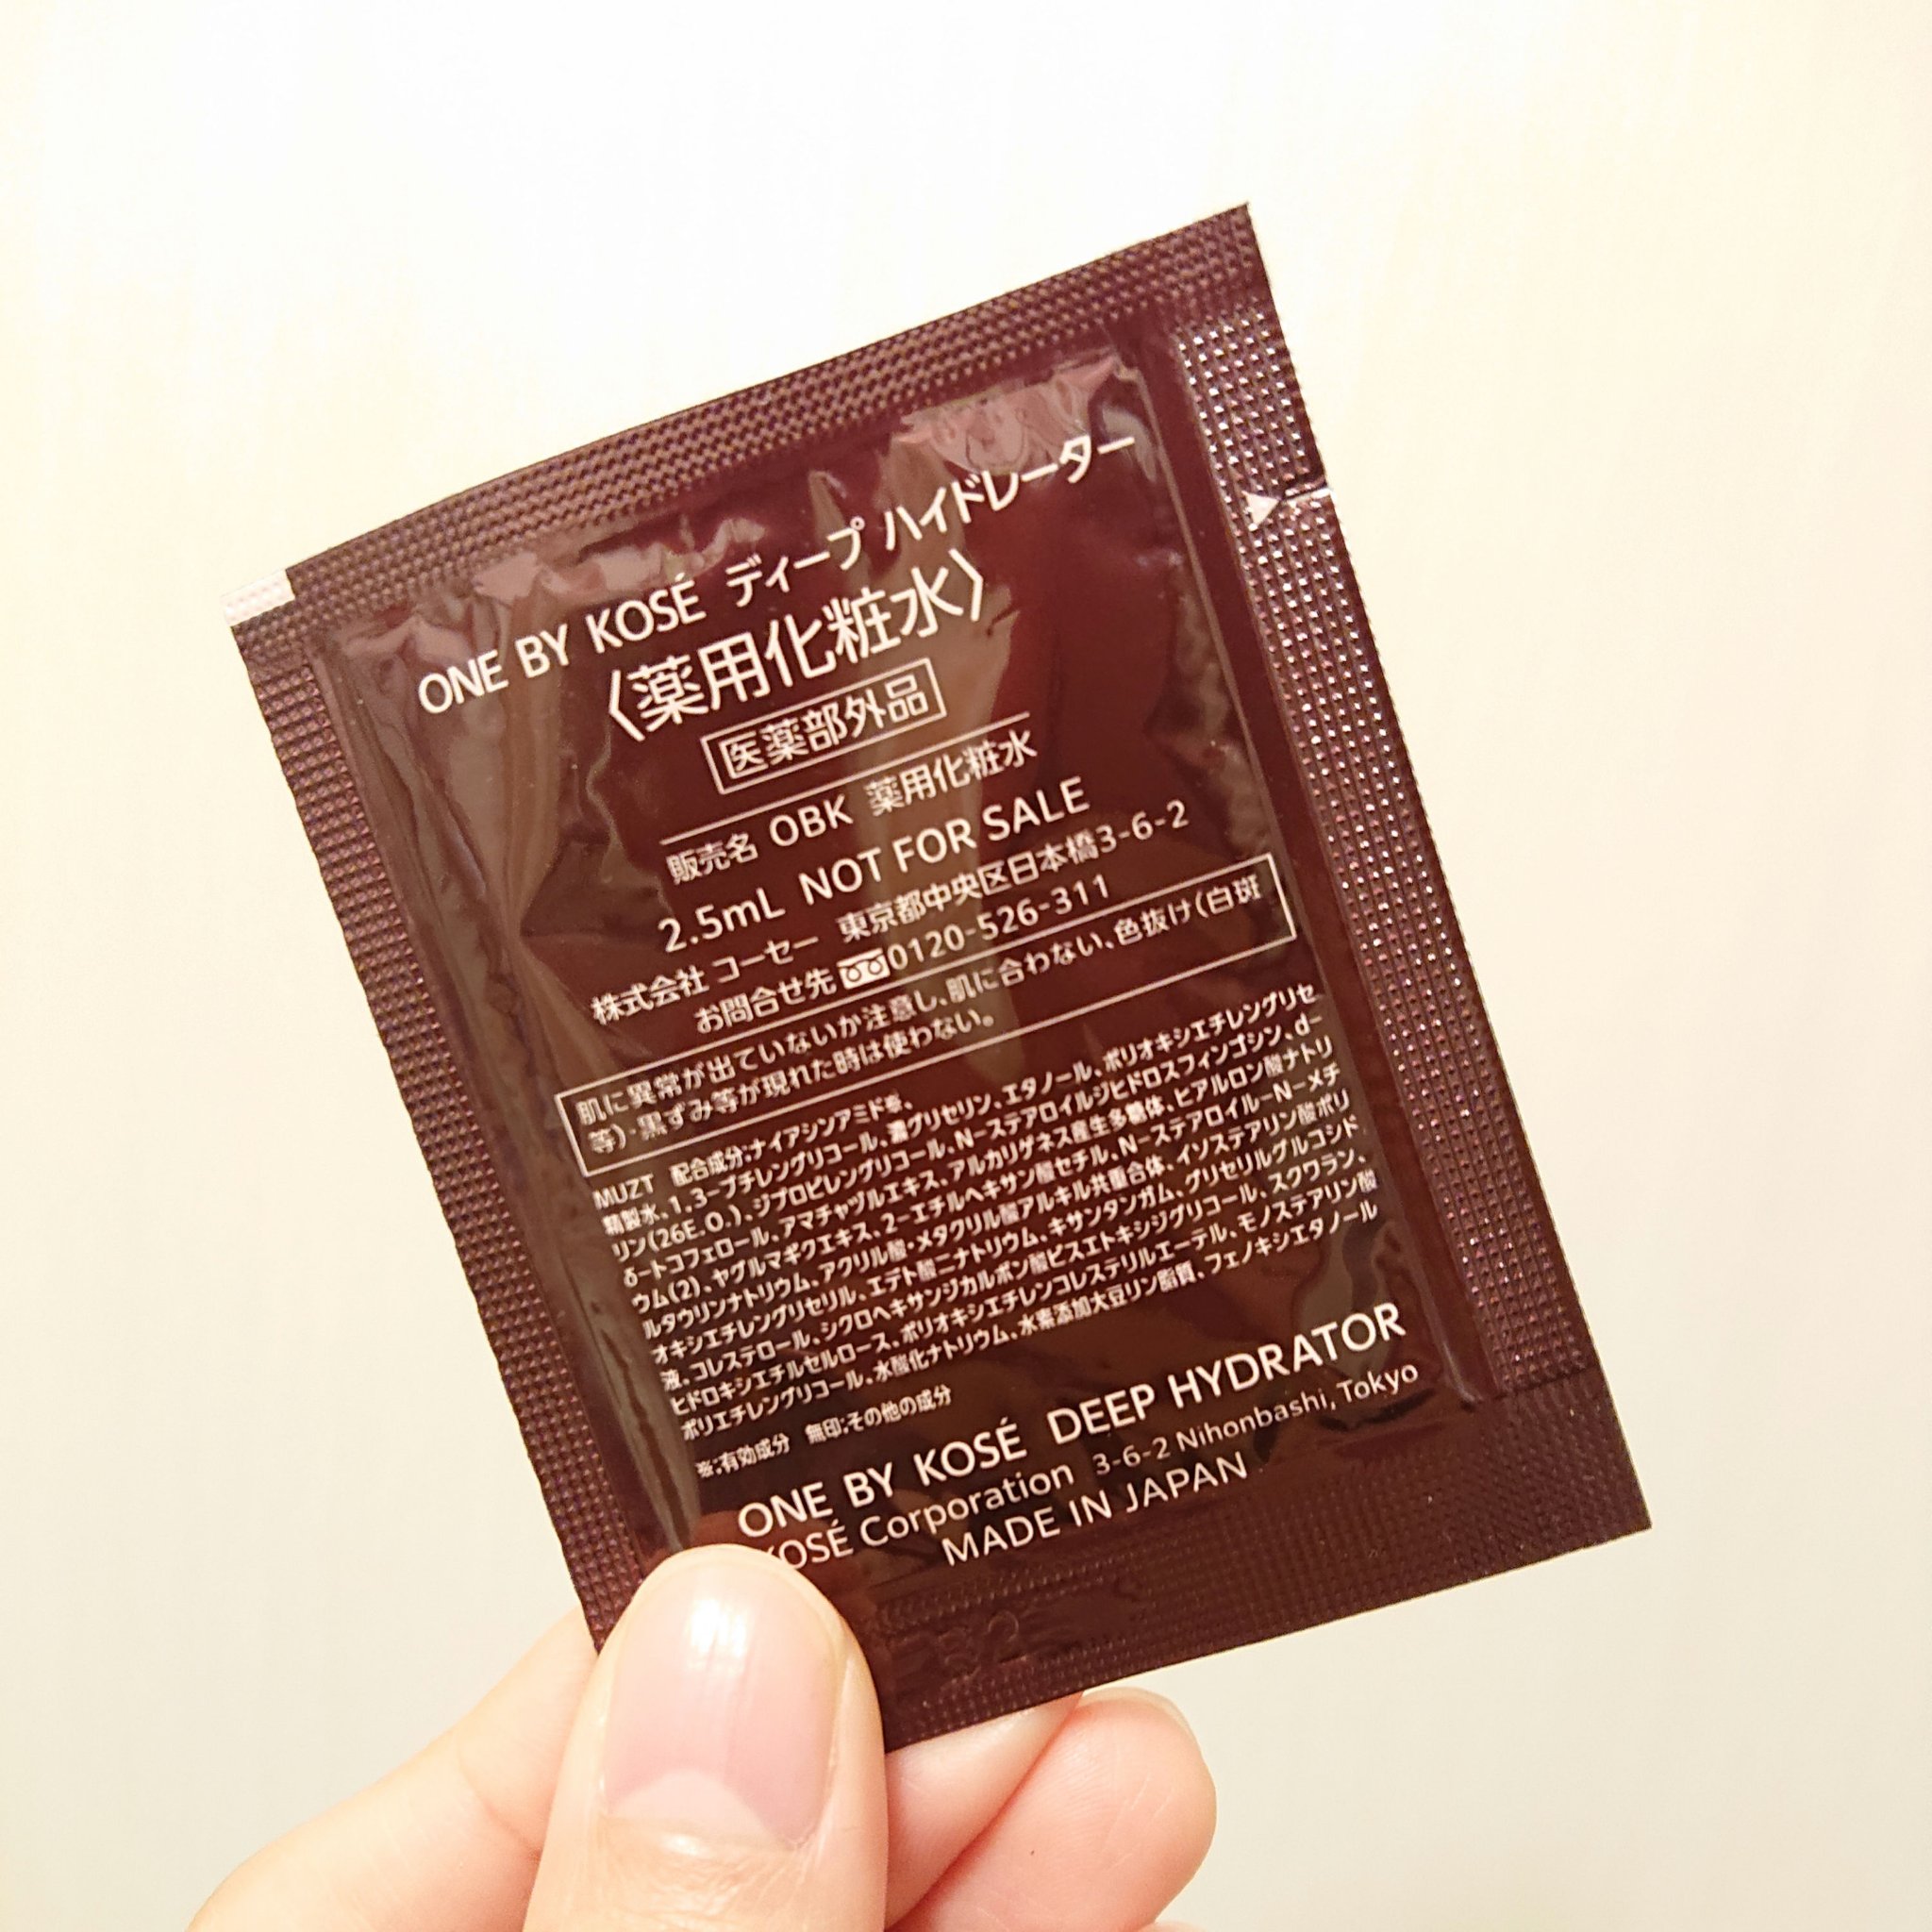 ONE BY KOSÉ ディープ ハイドレーター
〈薬用化粧水〉
医薬部外品
販売名 OBK 薬用化粧水
2.5mL NOT FOR SALE
株式会社 コーセー 東京都中央区日本橋3-6-2
お問合せ先 0120-526-311
肌に異常が出ていないか注意し、肌に合わない、色抜け(白斑
等)・黒ずみ等が現れた時は使わない。
MUZT 配合成分:ナイアシンアミド※、
精製水、1,3-ブチレングリコール、濃グリセリン、エタノール、ポリオキシエチレングリセ
リン(26E.O.)、ジプロピレングリコール、N-ステアロイルジヒドロスフィンゴシン、d-
δ-トコフェロール、アマチャヅルエキス、アルカリゲネス産生多糖体、ヒアルロン酸ナトリ
ウム(2)、ヤグルマギクエキス、2-エチルヘキサン酸セチル、N-ステアロイル-N-メチ
ルタウリンナトリウム、アクリル酸・メタクリル酸アルキル共重合体、イソステアリン酸ポリ
オキシエチレングリセリル、エデト酸二ナトリウム、キサンタンガム、グリセリルグルコシド
液、コレステロール、シクロヘキサンジカルボン酸ビスエトキシジグリコール、スクワラン、
ヒドロキシエチルセルロース、ポリオキシエチレンコレステリルエーテル、モノステアリン酸
ポリエチレングリコール、水酸化ナトリウム、水素添加大豆リン脂質、フェノキシエタノール
※:有効成分 無印:その他の成分
ONE BY KOSÉ DEEP HYDRATOR
KOSÉ Corporation 3-6-2 Nihonbashi, Tokyo
MADE IN JAPAN